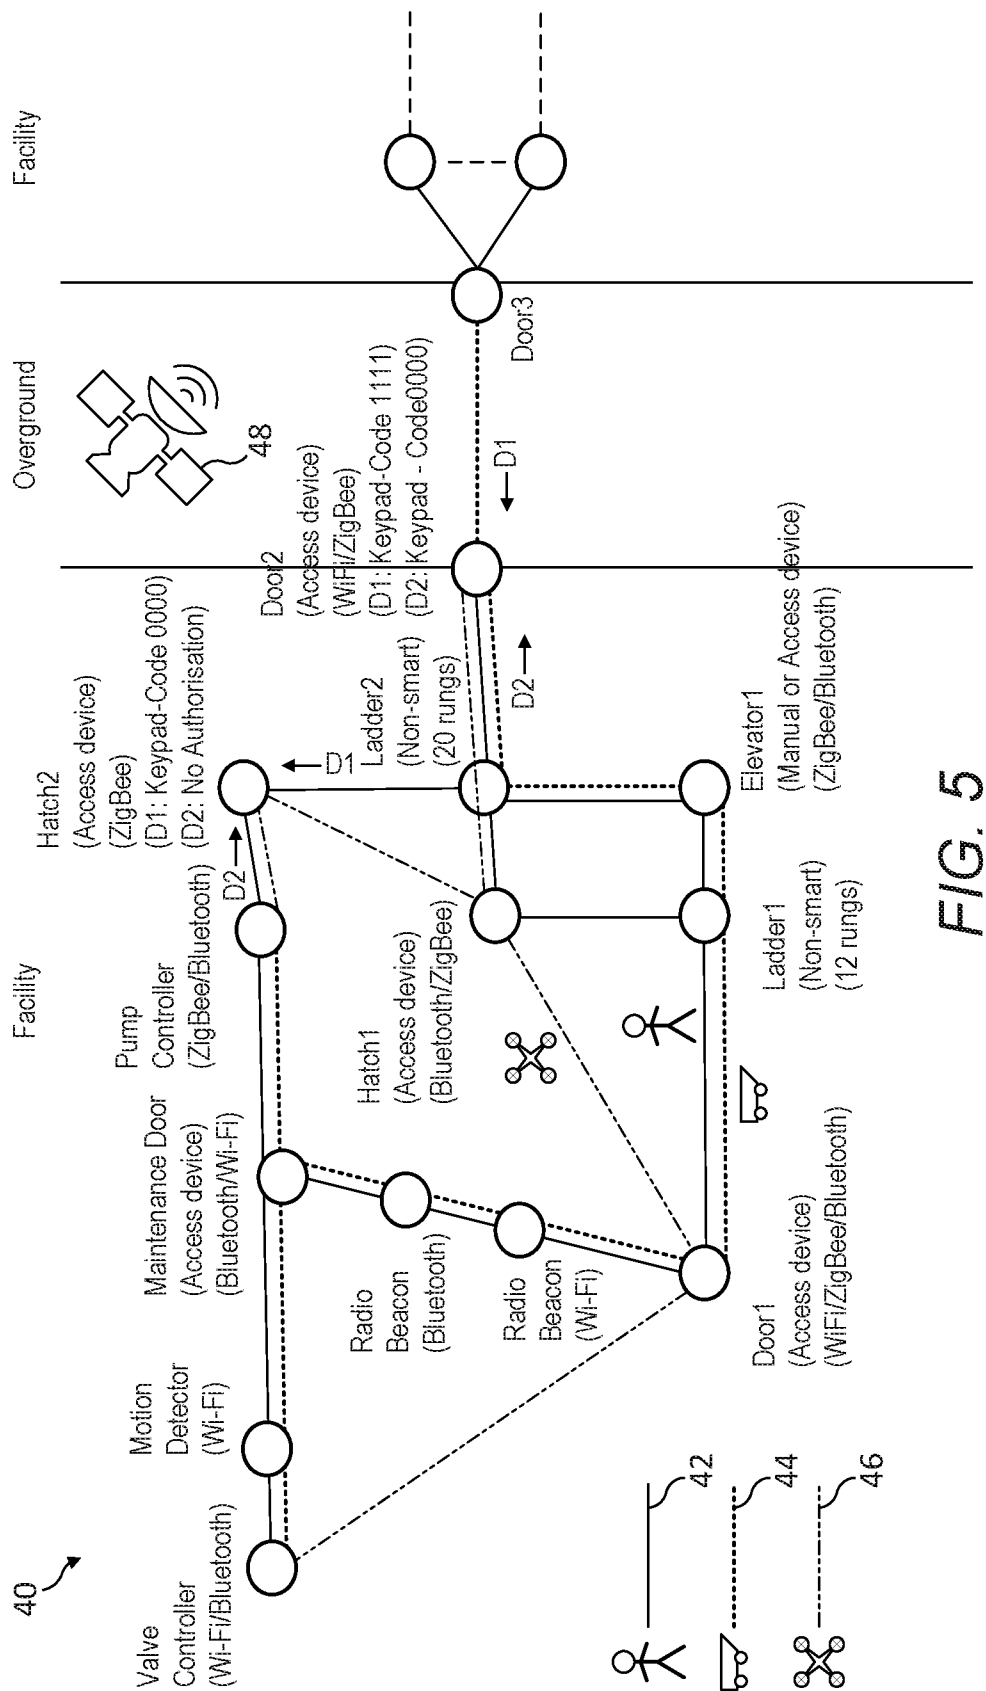 40
Facility
Overground
Facility
Valve
Controller
(Wi-Fi/Bluetooth)
Motion
Detector
(Wi-Fi)
Maintenance Door
(Access device)
(Bluetooth/Wi-Fi)
Pump
Controller
(ZigBee/Bluetooth)
D2
Hatch2
(Access device)
(ZigBee)
(D1: Keypad-Code 0000)
(D2: No Authorisation)
D1
48
Door2
(Access device)
(WiFi/ZigBee)
(D1: Keypad-Code 1111)
(D2: Keypad - Code0000)
Radio
Beacon
(Bluetooth)
Radio
Beacon
(Wi-Fi)
Hatch1
(Access device)
(Bluetooth/ZigBee)
Ladder2
(Non-smart)
(20 rungs)
D2
D1
Door3
Door1
(Access device)
(WiFi/ZigBee/Bluetooth)
Ladder1
(Non-smart)
(12 rungs)
Elevator1
(Manual or Access device)
(ZigBee/Bluetooth)
42
44
46
FIG. 5